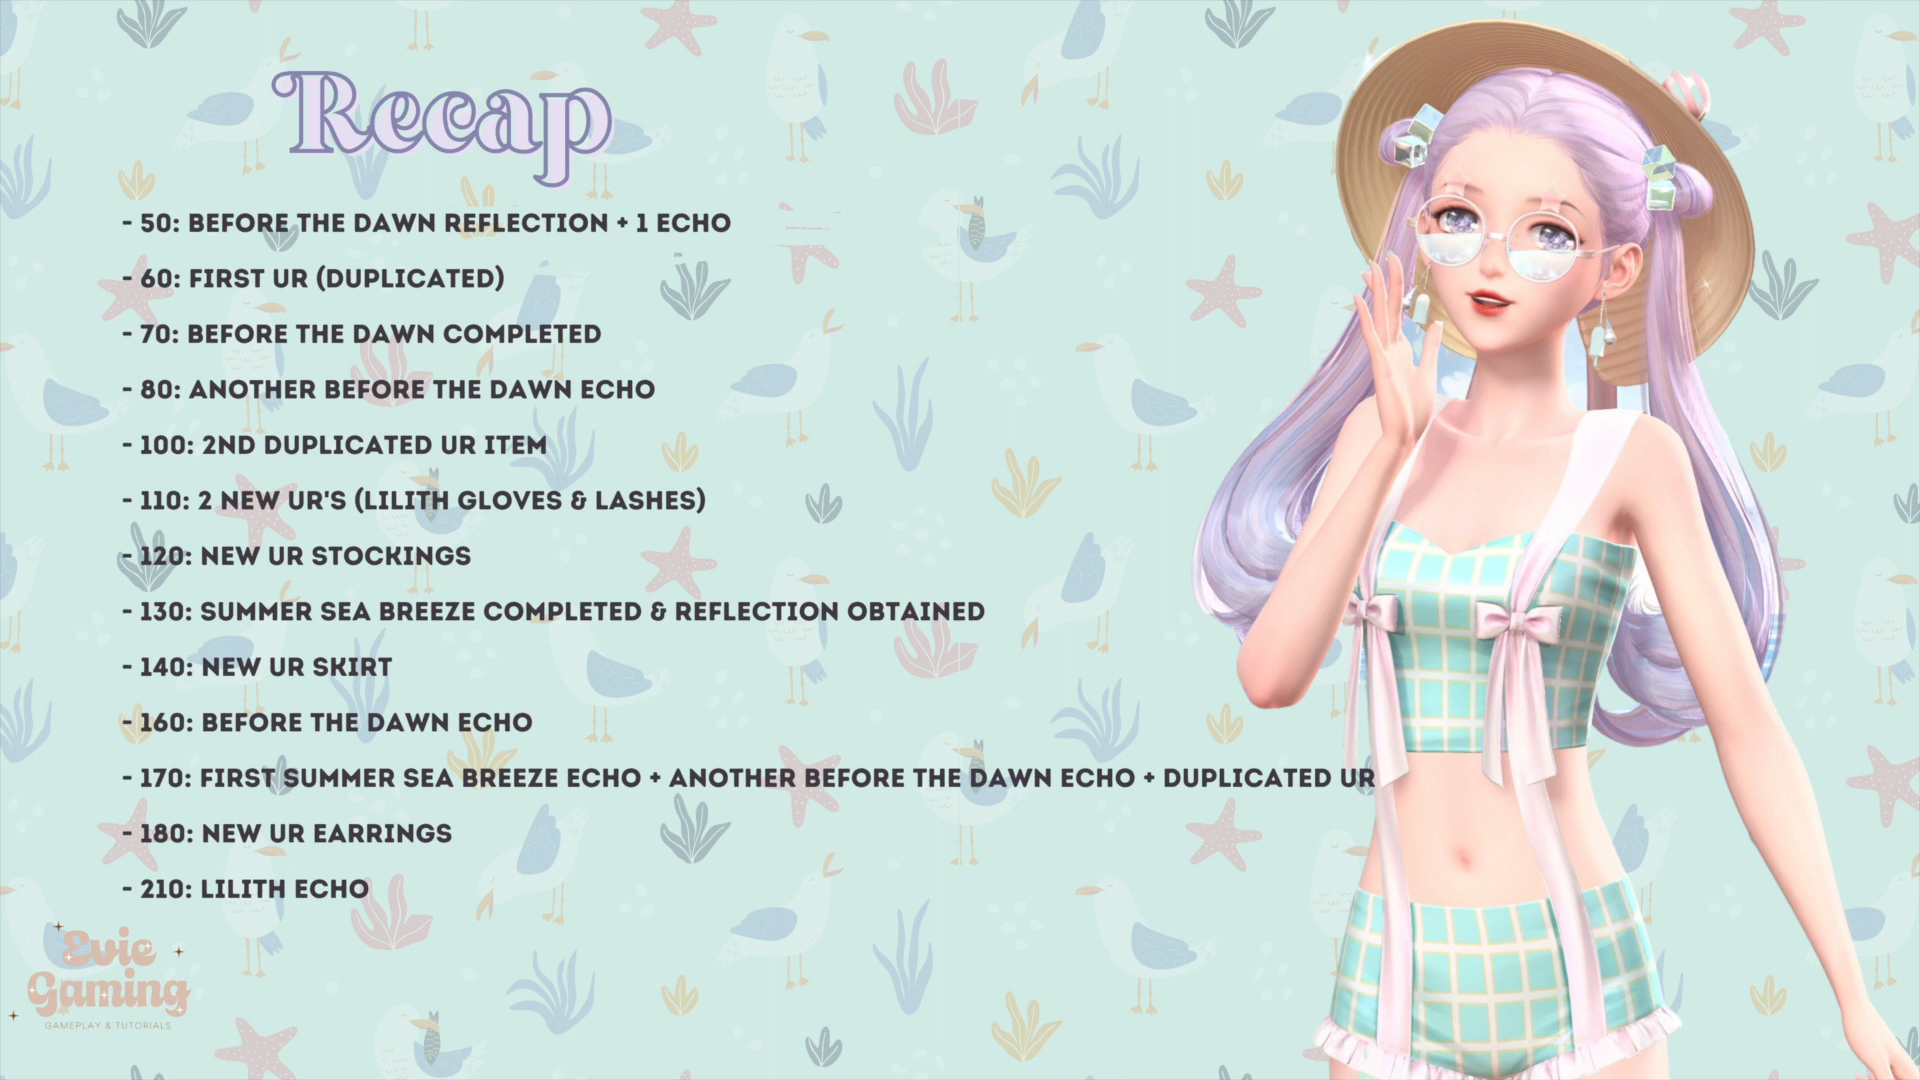 Recap
- 50: BEFORE THE DAWN REFLECTION + 1 ECHO
- 60: FIRST UR (DUPLICATED)
- 70: BEFORE THE DAWN COMPLETED
- 80: ANOTHER BEFORE THE DAWN ECHO
- 100: 2ND DUPLICATED UR ITEM
- 110: 2 NEW UR'S (LILITH GLOVES & LASHES)
- 120: NEW UR STOCKINGS
- 130: SUMMER SEA BREEZE COMPLETED & REFLECTION OBTAINED
- 140: NEW UR SKIRT
- 160: BEFORE THE DAWN ECHO
- 170: FIRST SUMMER SEA BREEZE ECHO + ANOTHER BEFORE THE DAWN ECHO + DUPLICATED UR
- 180: NEW UR EARRINGS
- 210: LILITH ECHO
Evie
Gaming
GAMEPLAY & TUTORIALS